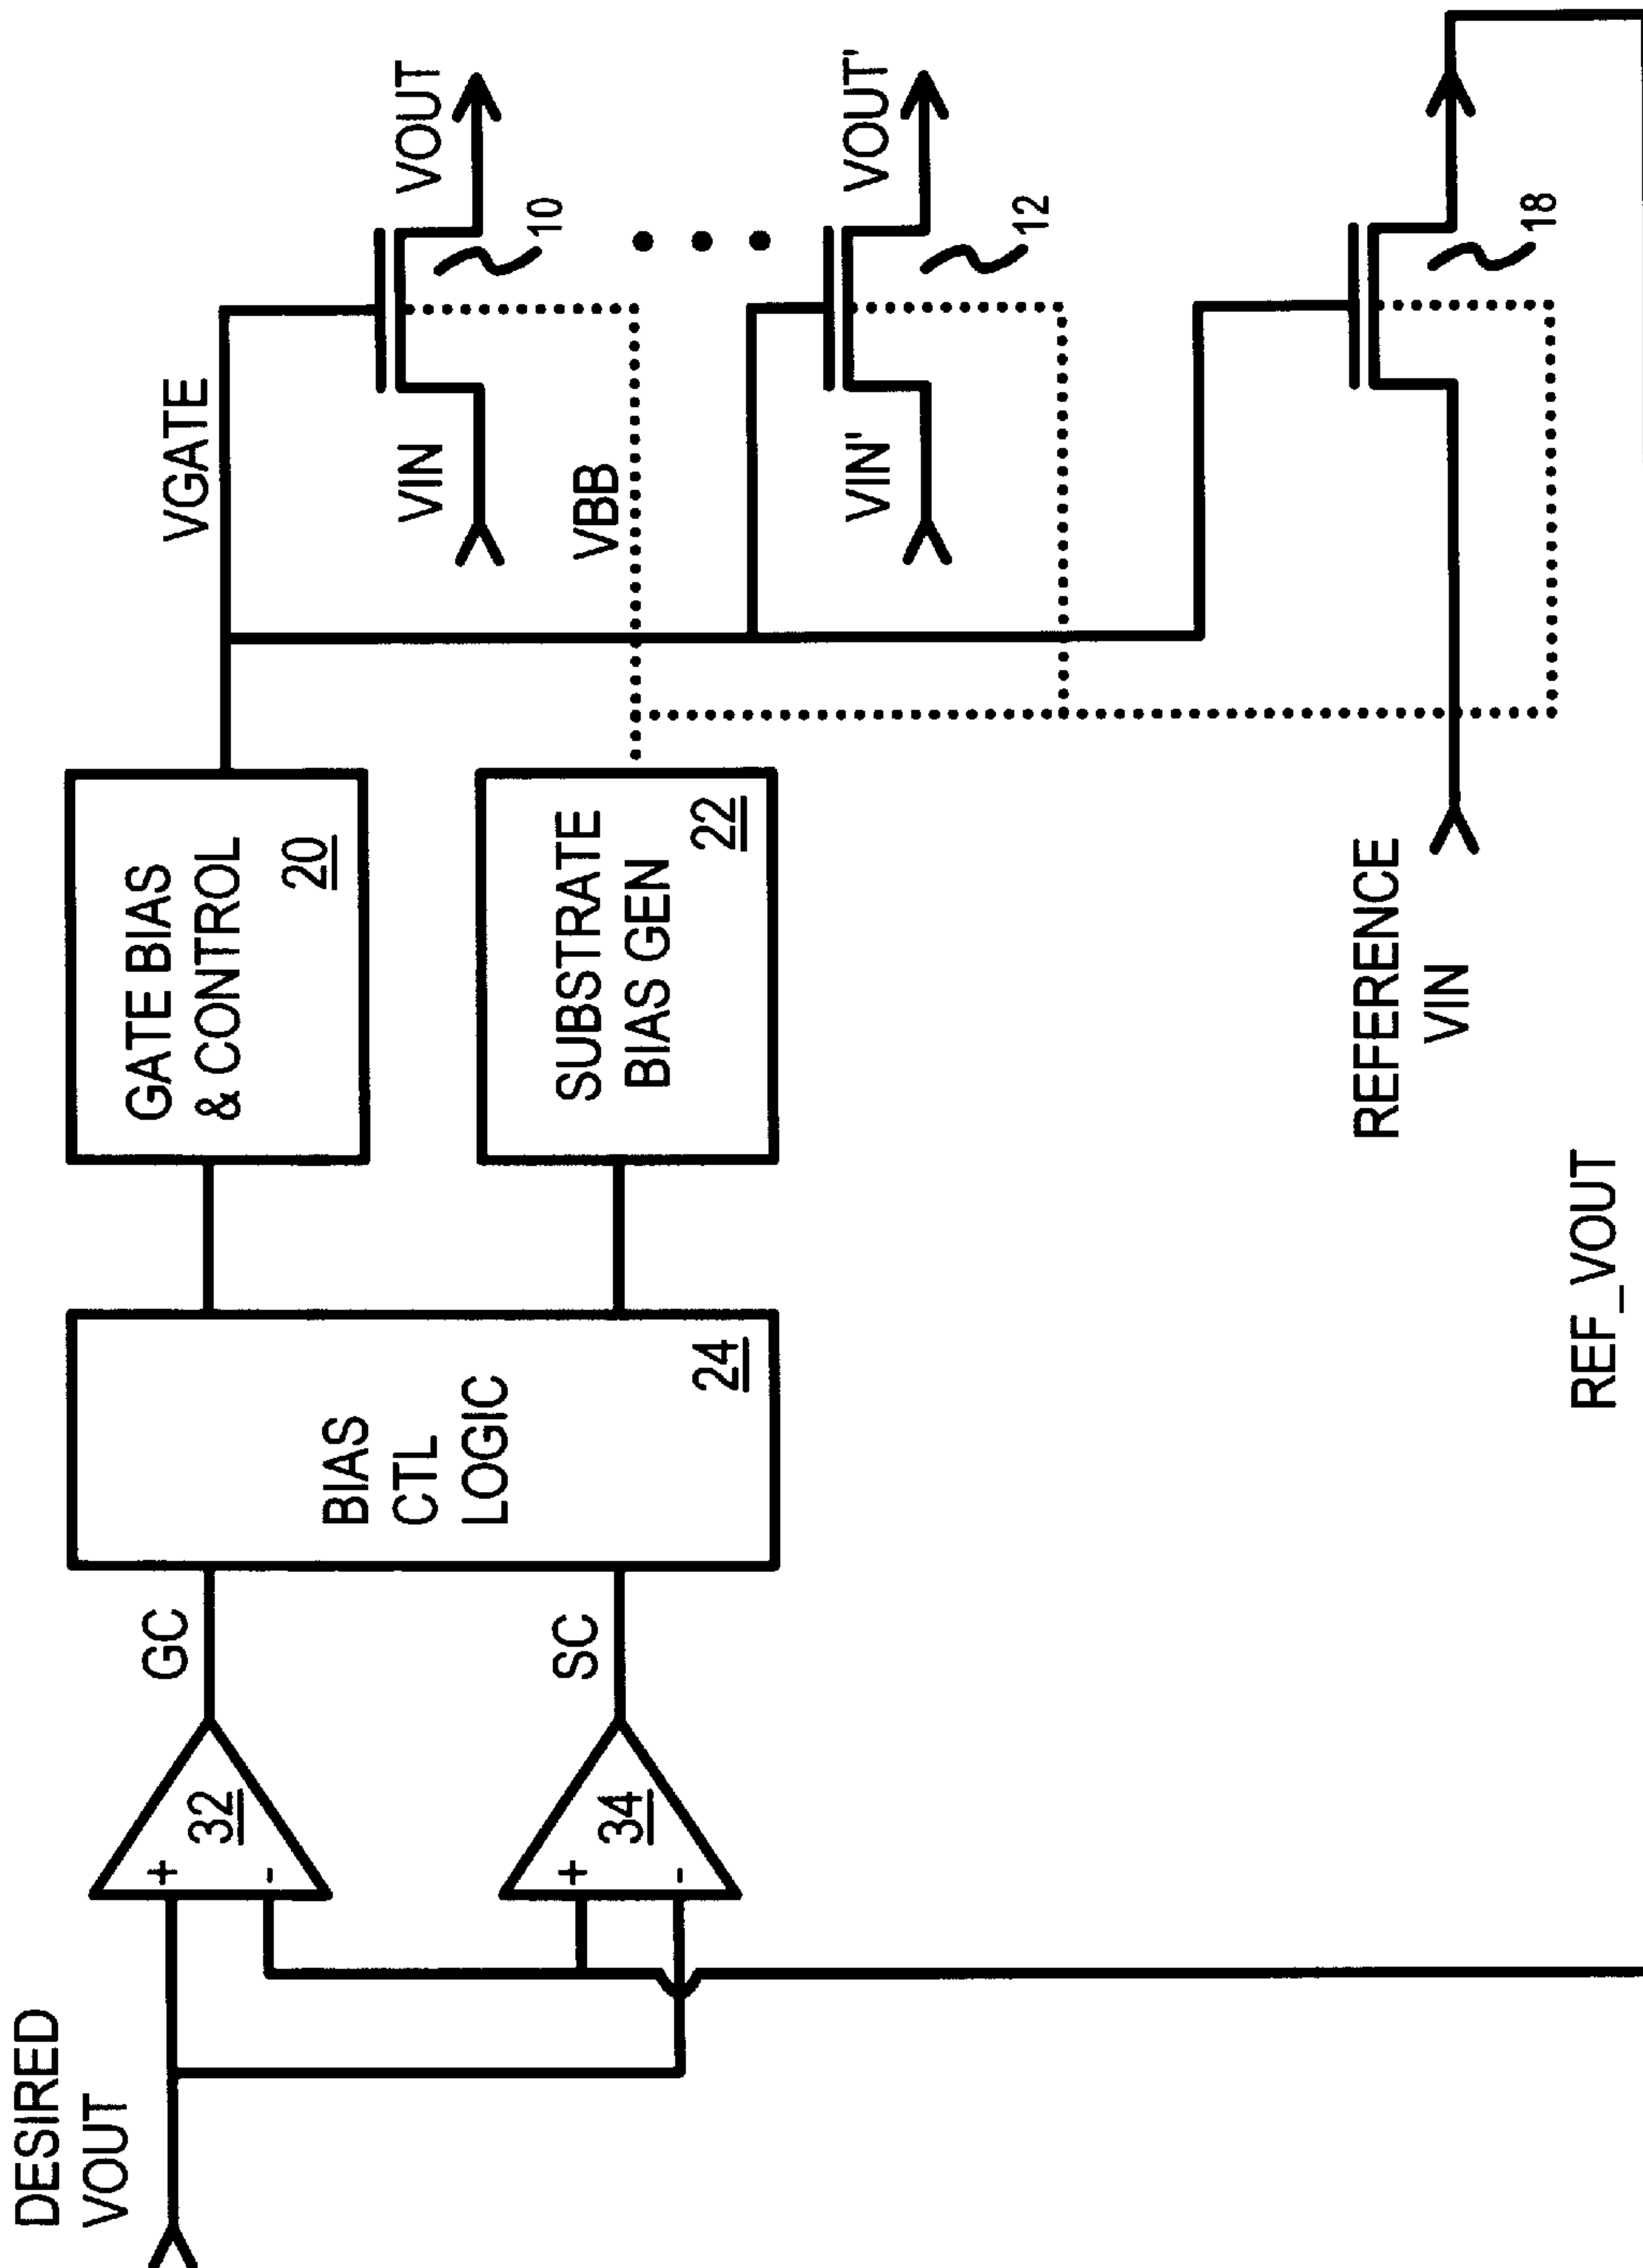 DESIRED
VOUT
+
-
32
GC
+
-
34
SC
BIAS
CTL
LOGIC
24
GATE BIAS
& CONTROL
20
SUBSTRATE
BIAS GEN
22
VGATE
VBB
VIN
VOUT
10
VIN'
VOUT'
12
REFERENCE
VIN
18
REF_VOUT